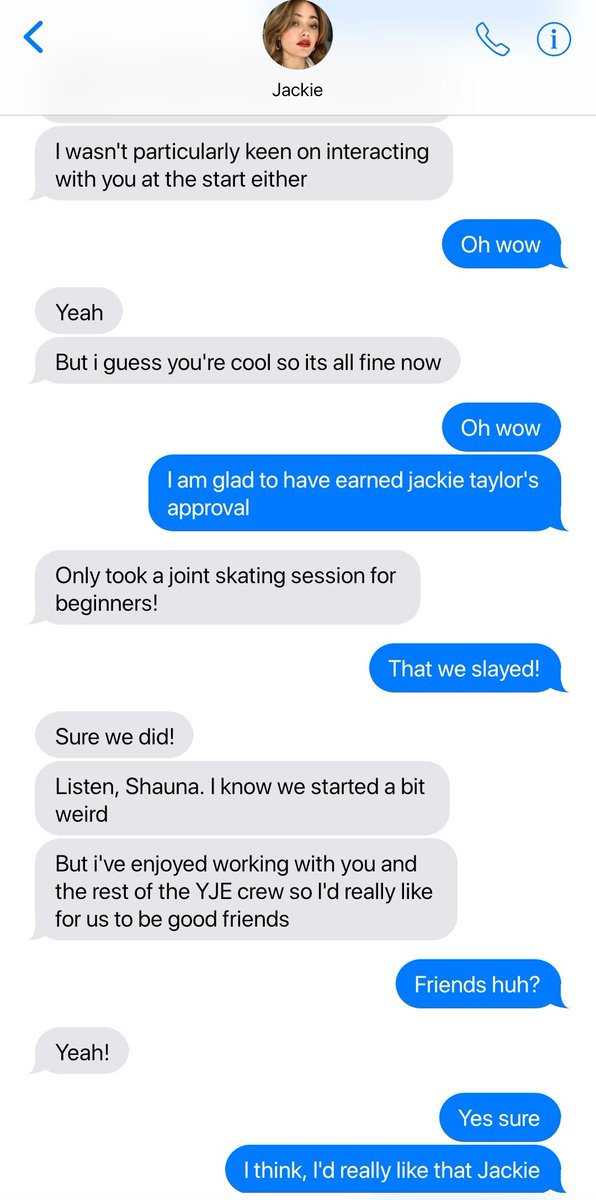 Jackie
I wasn't particularly keen on interacting
with you at the start either
Oh wow
Yeah
But i guess you're cool so its all fine now
Oh wow
I am glad to have earned jackie taylor's
approval
Only took a joint skating session for
beginners!
That we slayed!
Sure we did!
Listen, Shauna. I know we started a bit
weird
But i've enjoyed working with you and
the rest of the YJE crew so I'd really like
for us to be good friends
Friends huh?
Yeah!
Yes sure
I think, I'd really like that Jackie